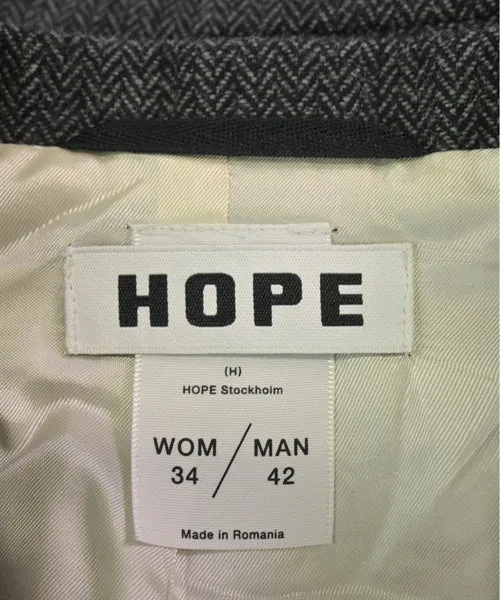 HOPE
(H)
HOPE Stockholm
WOM / MAN
34 / 42
Made in Romania